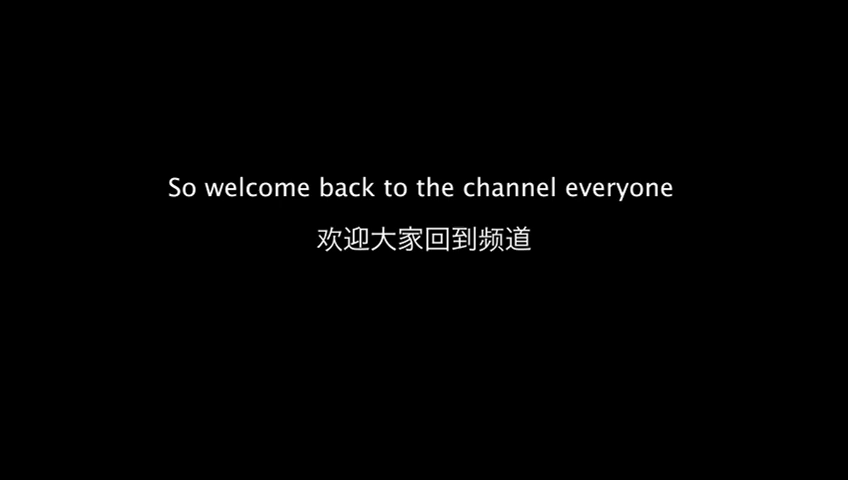 So welcome back to the channel everyone
欢迎大家回到频道